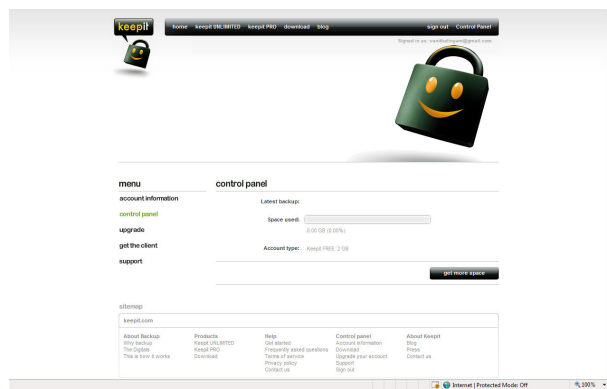 keepit
home keepit UNLIMITED keepit PRO download blog sign out Control Panel
menu
control panel
account information
Latest backup:
control panel
Space used:
0.00 GB (0.00%)
upgrade
get the client
Account type: Keepit FREE: 2 GB
support
get more space
sitemap
keepit.com
About Backup Products Help Control panel About Keepit
Why backup Keepit UNLIMITED Get started Account information Blog
The Digitals Keepit PRO Frequently asked questions Download Press
This is how it works Download Terms of service Upgrade your account Contact us
Privacy policy Support
Contact us Sign out
Internet | Protected Mode: Off 100%